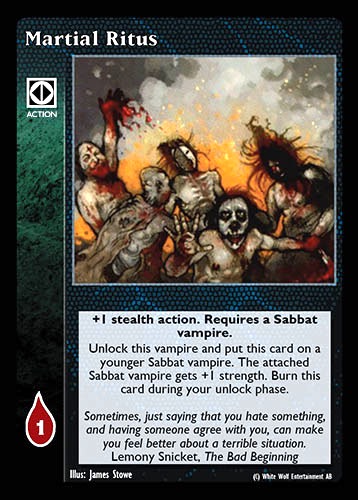 Martial Ritus
ACTION
+1 stealth action. Requires a Sabbat
vampire.
Unlock this vampire and put this card on a
younger Sabbat vampire. The attached
Sabbat vampire gets +1 strength. Burn this
card during your unlock phase.
1
Sometimes, just saying that you hate something,
and having someone agree with you, can make
you feel better about a terrible situation.
Lemony Snicket, The Bad Beginning
Illus: James Stowe
(C) White Wolf Entertainment AB